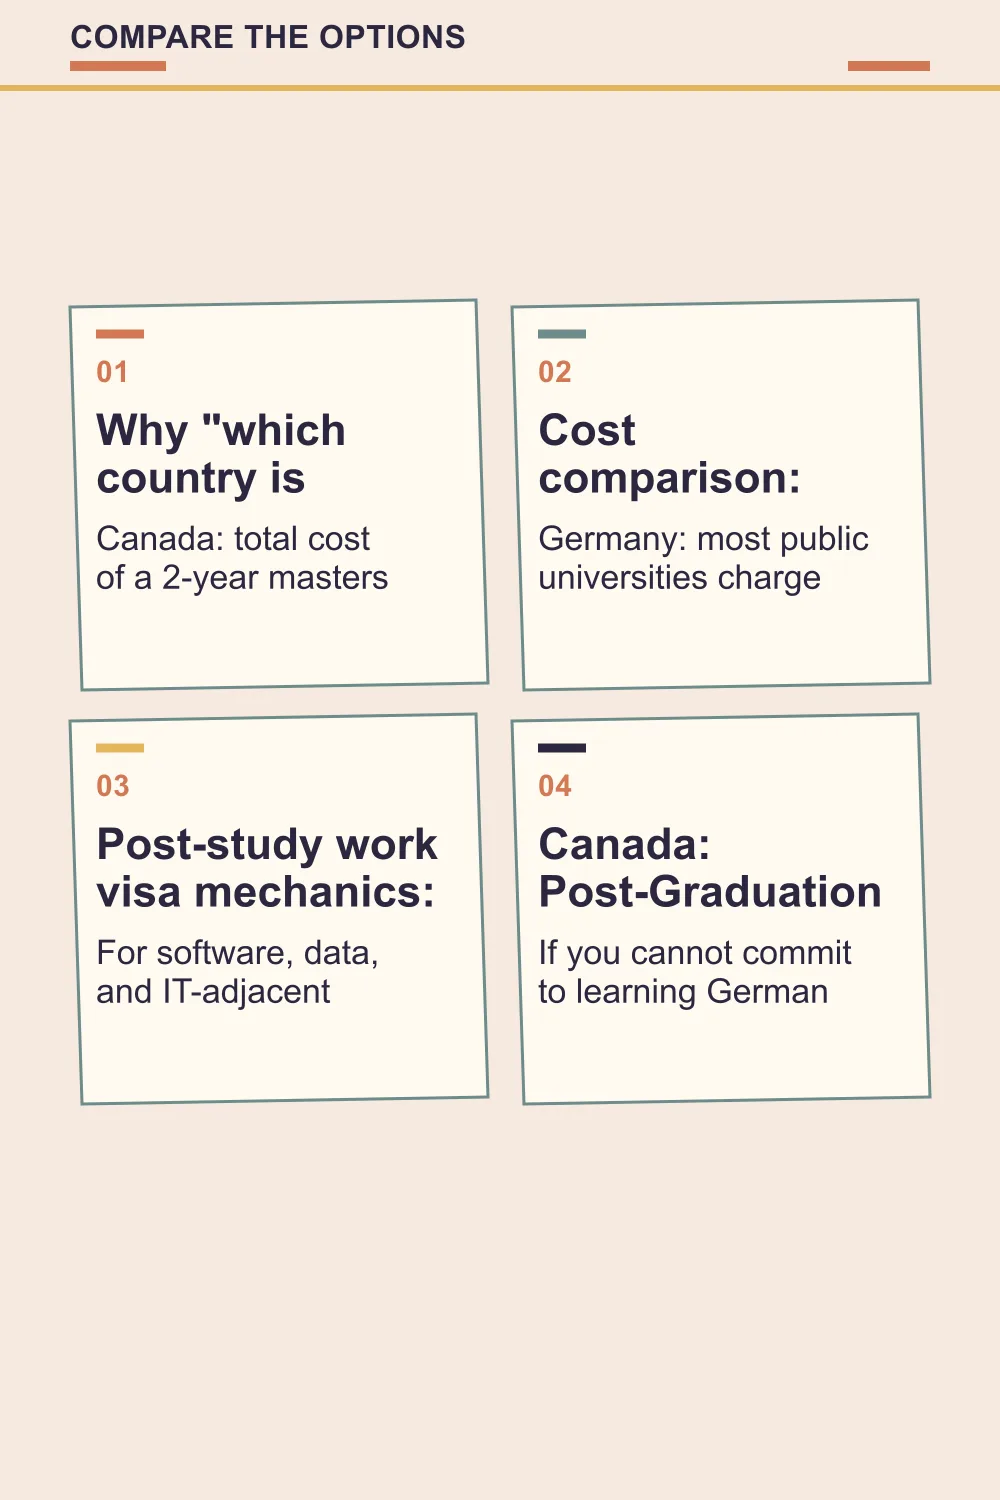 COMPARE THE OPTIONS
01
Why "which
country is
Canada: total cost
of a 2-year masters
02
Cost
comparison:
Germany: most public
universities charge
03
Post-study work
visa mechanics:
For software, data,
and IT-adjacent
04
Canada:
Post-Graduation
If you cannot commit
to learning German